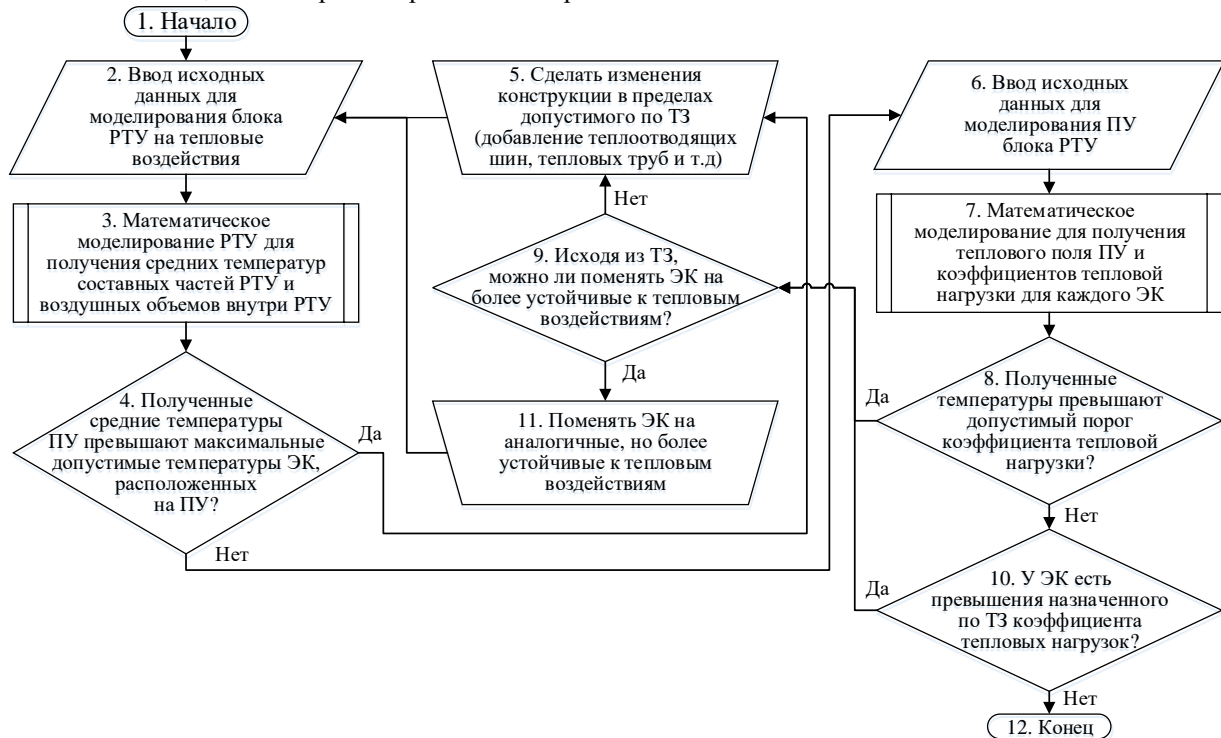 1. Начало
2. Ввод исходных
данных для
моделирования блока
РТУ на тепловые
воздействия
3. Математическое
моделирование РТУ для
получения средних температур
составных частей РТУ и
воздушных объемов внутри РТУ
4. Полученные
средние температуры
ПУ превышают максимальные
допустимые температуры ЭК,
расположенных
на ПУ?
Да
Нет
5. Сделать изменения
конструкции в пределах
допустимого по ТЗ
(добавление теплоотводящих
шин, тепловых труб и т.д)
Нет
9. Исходя из ТЗ,
можно ли поменять ЭК на
более устойчивые к тепловым
воздействиям?
Да
11. Поменять ЭК на
аналогичные, но более
устойчивые к тепловым
воздействиям
6. Ввод исходных
данных для
моделирования ПУ
блока РТУ
7. Математическое
моделирование для получения
теплового поля ПУ и
коэффициентов тепловой
нагрузки для каждого ЭК
8. Полученные
температуры превышают
допустимый порог
коэффициента тепловой
нагрузки?
Да
Нет
10. У ЭК есть
превышения назначенного
по ТЗ коэффициента
тепловых нагрузок?
Да
Нет
12. Конец